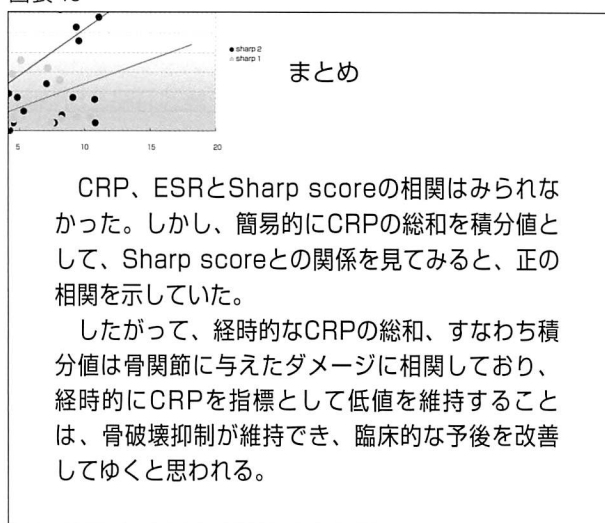 sharp 2
sharp 1
まとめ
5 10 15 20
CRP、ESRとSharp scoreの相関はみられな
かった。しかし、簡易的にCRPの総和を積分値と
して、Sharp scoreとの関係を見てみると、正の
相関を示していた。
したがって、経時的なCRPの総和、すなわち積
分値は骨関節に与えたダメージに相関しており、
経時的にCRPを指標として低値を維持すること
は、骨破壊抑制が維持でき、臨床的な予後を改善
してゆくと思われる。